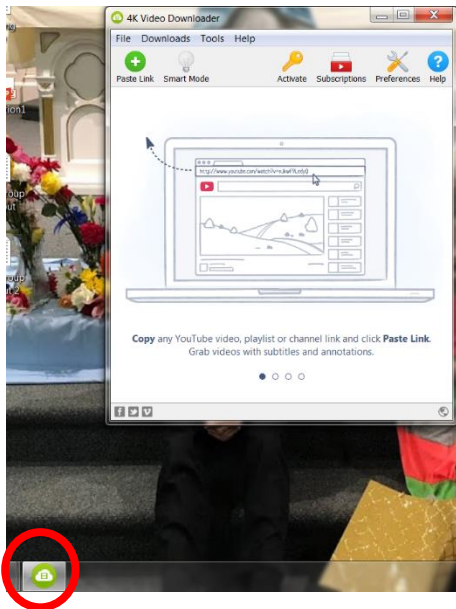 4K Video Downloader
File Downloads Tools Help
Paste Link Smart Mode Activate Subscriptions Preferences Help
Copy any YouTube video, playlist or channel link and click Paste Link.
Grab videos with subtitles and annotations.